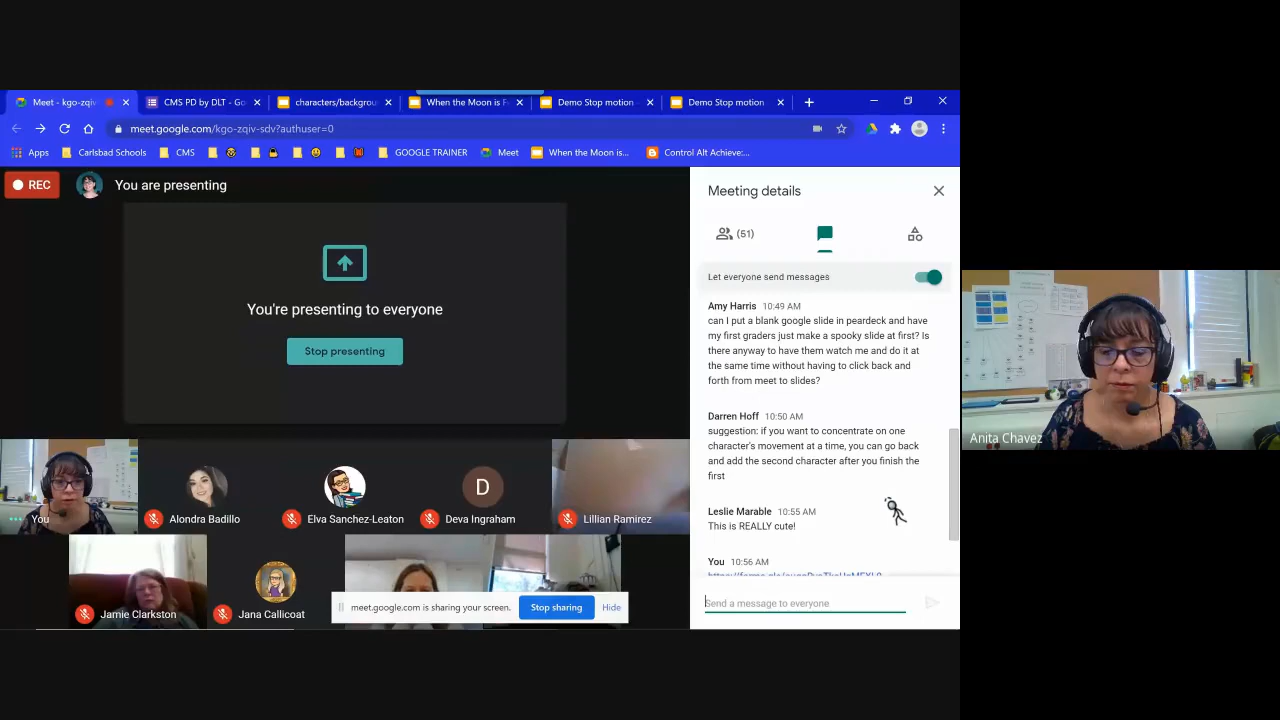 Meet - kgo-zqiv
CMS PD by DLT - Go
characters/backgrou
When the Moon is F
Demo Stop motion
Demo Stop motion
meet.google.com/kgo-zqiv-sdv?authuser=0
Apps
Carlsbad Schools
CMS
GOOGLE TRAINER
Meet
When the Moon is...
Control Alt Achieve:...
REC
You are presenting
You're presenting to everyone
Stop presenting
You
Alondra Badillo
Elva Sanchez-Leaton
D
Deva Ingraham
Lillian Ramirez
Jamie Clarkston
Jana Callicoat
meet.google.com is sharing your screen.
Stop sharing
Hide
Meeting details
(51)
Let everyone send messages
Amy Harris 10:49 AM
can I put a blank google slide in peardeck and have
my first graders just make a spooky slide at first? Is
there anyway to have them watch me and do it at
the same time without having to click back and
forth from meet to slides?
Darren Hoff 10:50 AM
suggestion: if you want to concentrate on one
character's movement at a time, you can go back
and add the second character after you finish the
first
Leslie Marable 10:55 AM
This is REALLY cute!
You 10:56 AM
Send a message to everyone
Anita Chavez